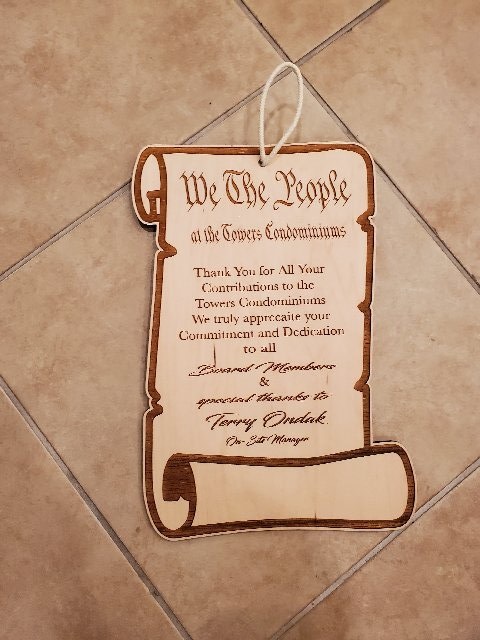 We The People
at the Towers Condominiums
Thank You for All Your
Contributions to the
Towers Condominiums
We truly apprecaite your
Commitment and Dedication
to all
Board Members
&
special thanks to
Terry Ondak
On-Site Manager